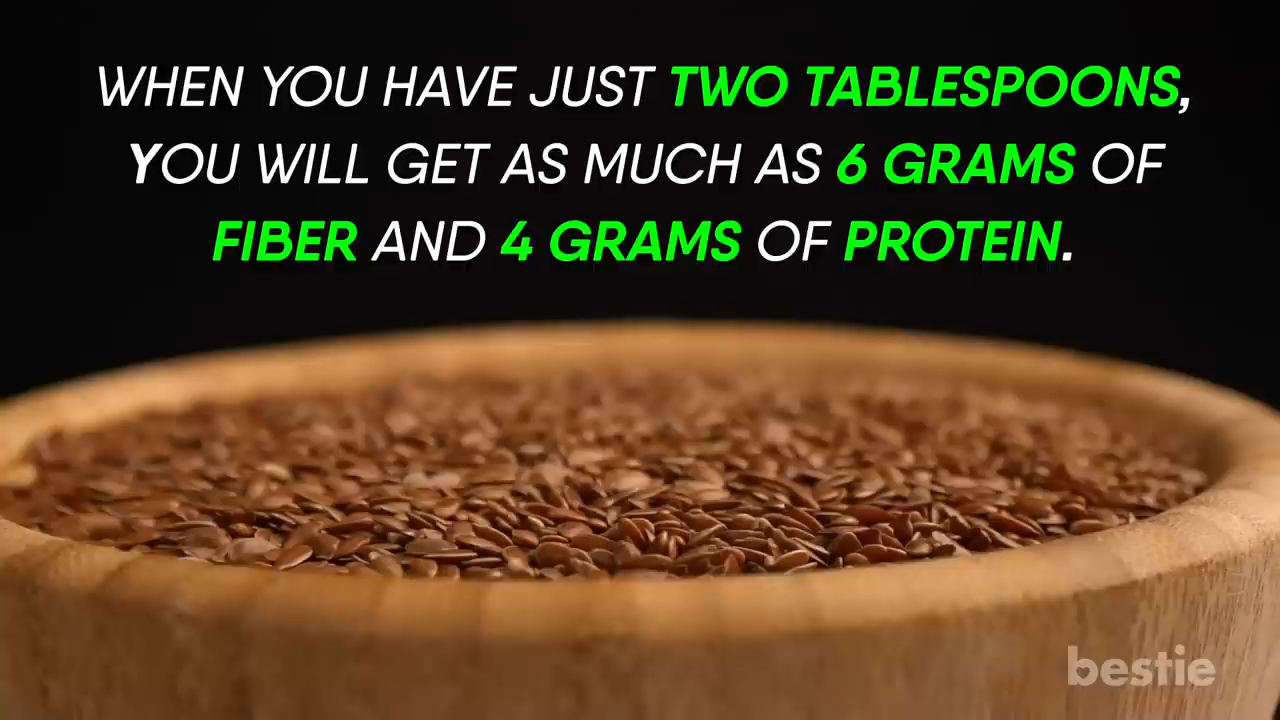 WHEN YOU HAVE JUST TWO TABLESPOONS,
YOU WILL GET AS MUCH AS 6 GRAMS OF
FIBER AND 4 GRAMS OF PROTEIN.
bestie